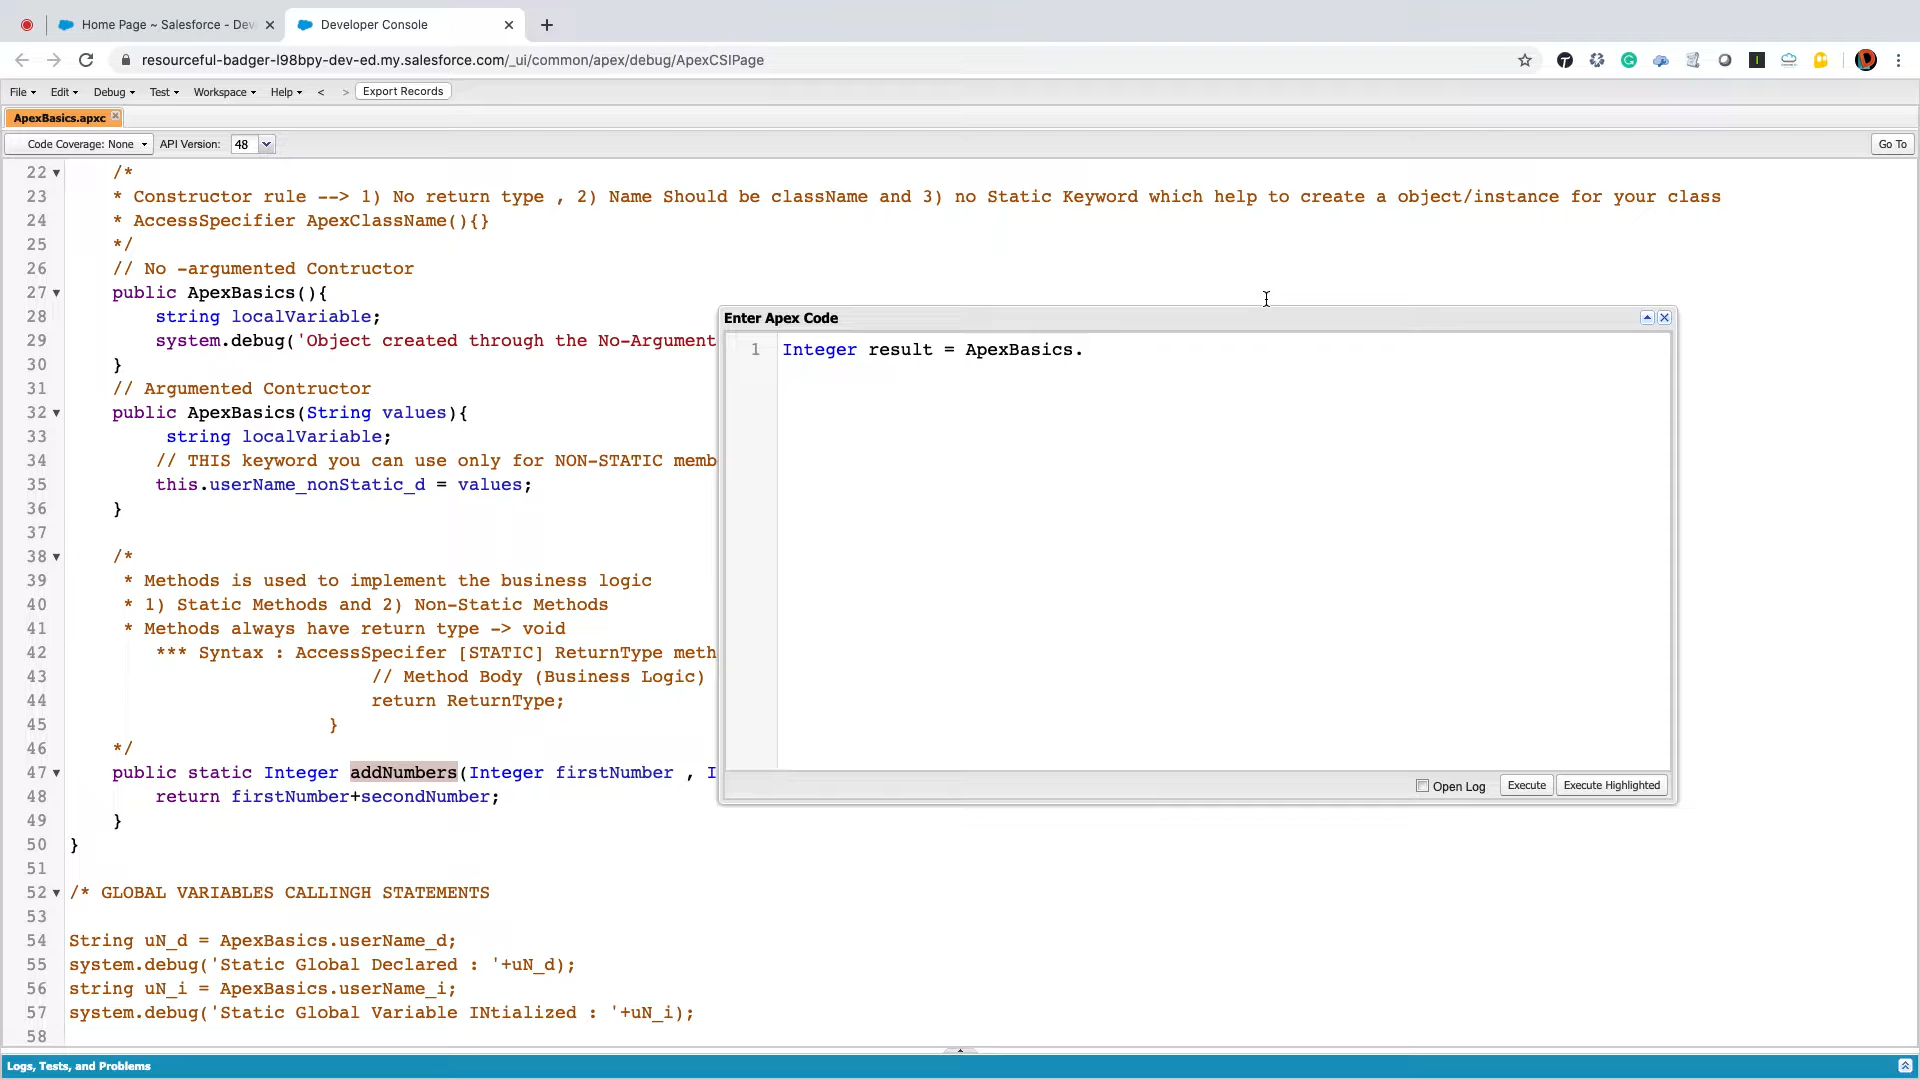 Home Page ~ Salesforce - Dev
Developer Console
resourceful-badger-l98bpy-dev-ed.my.salesforce.com/_ui/common/apex/debug/ApexCSIPage
File Edit Debug Test Workspace Help < > Export Records
ApexBasics.apxc
Code Coverage: None API Version: 48 Go To
22 /*
23 * Constructor rule --> 1) No return type , 2) Name Should be className and 3) no Static Keyword which help to create a object/instance for your class
24 * AccessSpecifier ApexClassName(){}
25 */
26 // No -argumented Contructor
27 public ApexBasics(){
28 string localVariable;
29 system.debug('Object created through the No-Argument
30 }
31 // Argumented Contructor
32 public ApexBasics(String values){
33 string localVariable;
34 // THIS keyword you can use only for NON-STATIC memb
35 this.userName_nonStatic_d = values;
36 }
37
38 /*
39 * Methods is used to implement the business logic
40 * 1) Static Methods and 2) Non-Static Methods
41 * Methods always have return type -> void
42 *** Syntax : AccessSpecifer [STATIC] ReturnType meth
43 // Method Body (Business Logic)
44 return ReturnType;
45 }
46 */
47 public static Integer addNumbers(Integer firstNumber , I
48 return firstNumber+secondNumber;
49 }
50 }
51
52 /* GLOBAL VARIABLES CALLINGH STATEMENTS
53
54 String uN_d = ApexBasics.userName_d;
55 system.debug('Static Global Declared : '+uN_d);
56 string uN_i = ApexBasics.userName_i;
57 system.debug('Static Global Variable INtialized : '+uN_i);
58
Enter Apex Code
1 Integer result = ApexBasics.
Open Log Execute Execute Highlighted
Logs, Tests, and Problems